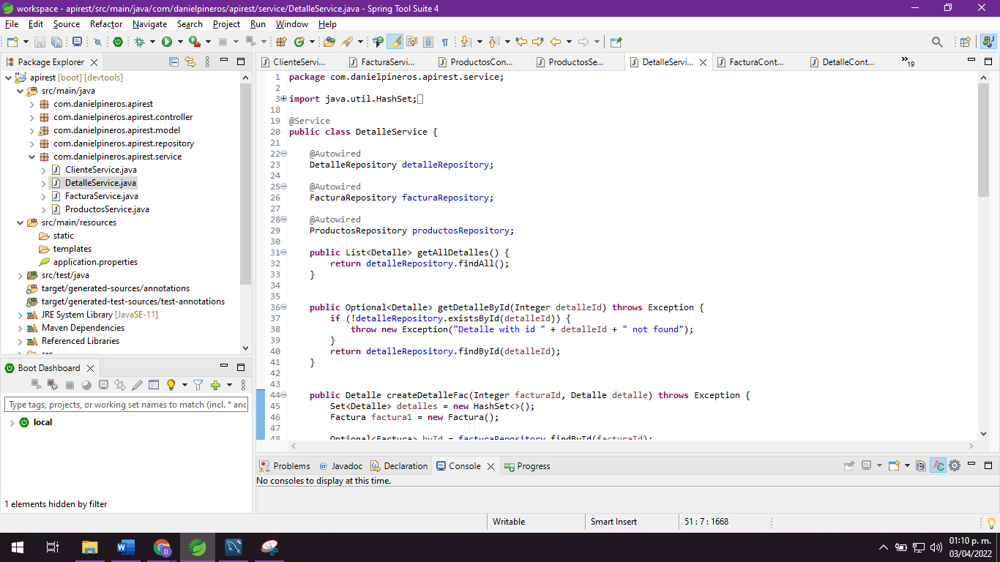 workspace - apirest/src/main/java/com/danielpineros/apirest/service/DetalleService.java - Spring Tool Suite 4
File Edit Source Refactor Navigate Search Project Run Window Help
Package Explorer
apirest [boot] [devtools]
src/main/java
com.danielpineros.apirest
com.danielpineros.apirest.controller
com.danielpineros.apirest.model
com.danielpineros.apirest.repository
com.danielpineros.apirest.service
ClienteService.java
DetalleService.java
FacturaService.java
ProductosService.java
src/main/resources
static
templates
application.properties
src/test/java
target/generated-sources/annotations
target/generated-test-sources/test-annotations
JRE System Library [JavaSE-11]
Maven Dependencies
Referenced Libraries
src
Boot Dashboard
Type tags, projects, or working set names to match (incl. * and
local
1 elements hidden by filter
ClienteServi... FacturaServi... ProductosCon... ProductosSe... DetalleServi... FacturaCont... DetalleCont... 19
1 package com.danielpineros.apirest.service;
2
3 import java.util.HashSet;
18
19 @Service
20 public class DetalleService {
21
22 @Autowired
23 DetalleRepository detalleRepository;
24
25 @Autowired
26 FacturaRepository facturaRepository;
27
28 @Autowired
29 ProductosRepository productosRepository;
30
31 public List<Detalle> getAllDetalles() {
32 return detalleRepository.findAll();
33 }
34
35
36 public Optional<Detalle> getDetalleById(Integer detalleId) throws Exception {
37 if (!detalleRepository.existsById(detalleId)) {
38 throw new Exception("Detalle with id " + detalleId + " not found");
39 }
40 return detalleRepository.findById(detalleId);
41 }
42
43
44 public Detalle createDetalleFac(Integer facturaId, Detalle detalle) throws Exception {
45 Set<Detalle> detalles = new HashSet<>();
46 Factura factura1 = new Factura();
47
48 Optional<Factura> byId = facturaRepository.findById(facturaId);
Problems Javadoc Declaration Console Progress
No consoles to display at this time.
Writable Smart Insert 51 : 7 : 1668
01:10 p. m.
03/04/2022